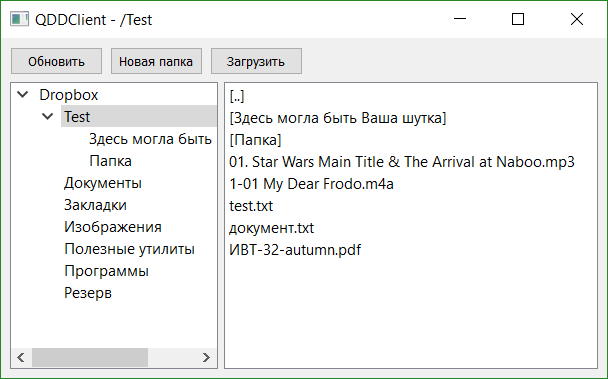 QDDClient - /Test
Обновить
Новая папка
Загрузить
Dropbox
Test
Здесь могла быть
Папка
Документы
Закладки
Изображения
Полезные утилиты
Программы
Резерв
[..]
[Здесь могла быть Ваша шутка]
[Папка]
01. Star Wars Main Title & The Arrival at Naboo.mp3
1-01 My Dear Frodo.m4a
test.txt
документ.txt
ИВТ-32-autumn.pdf